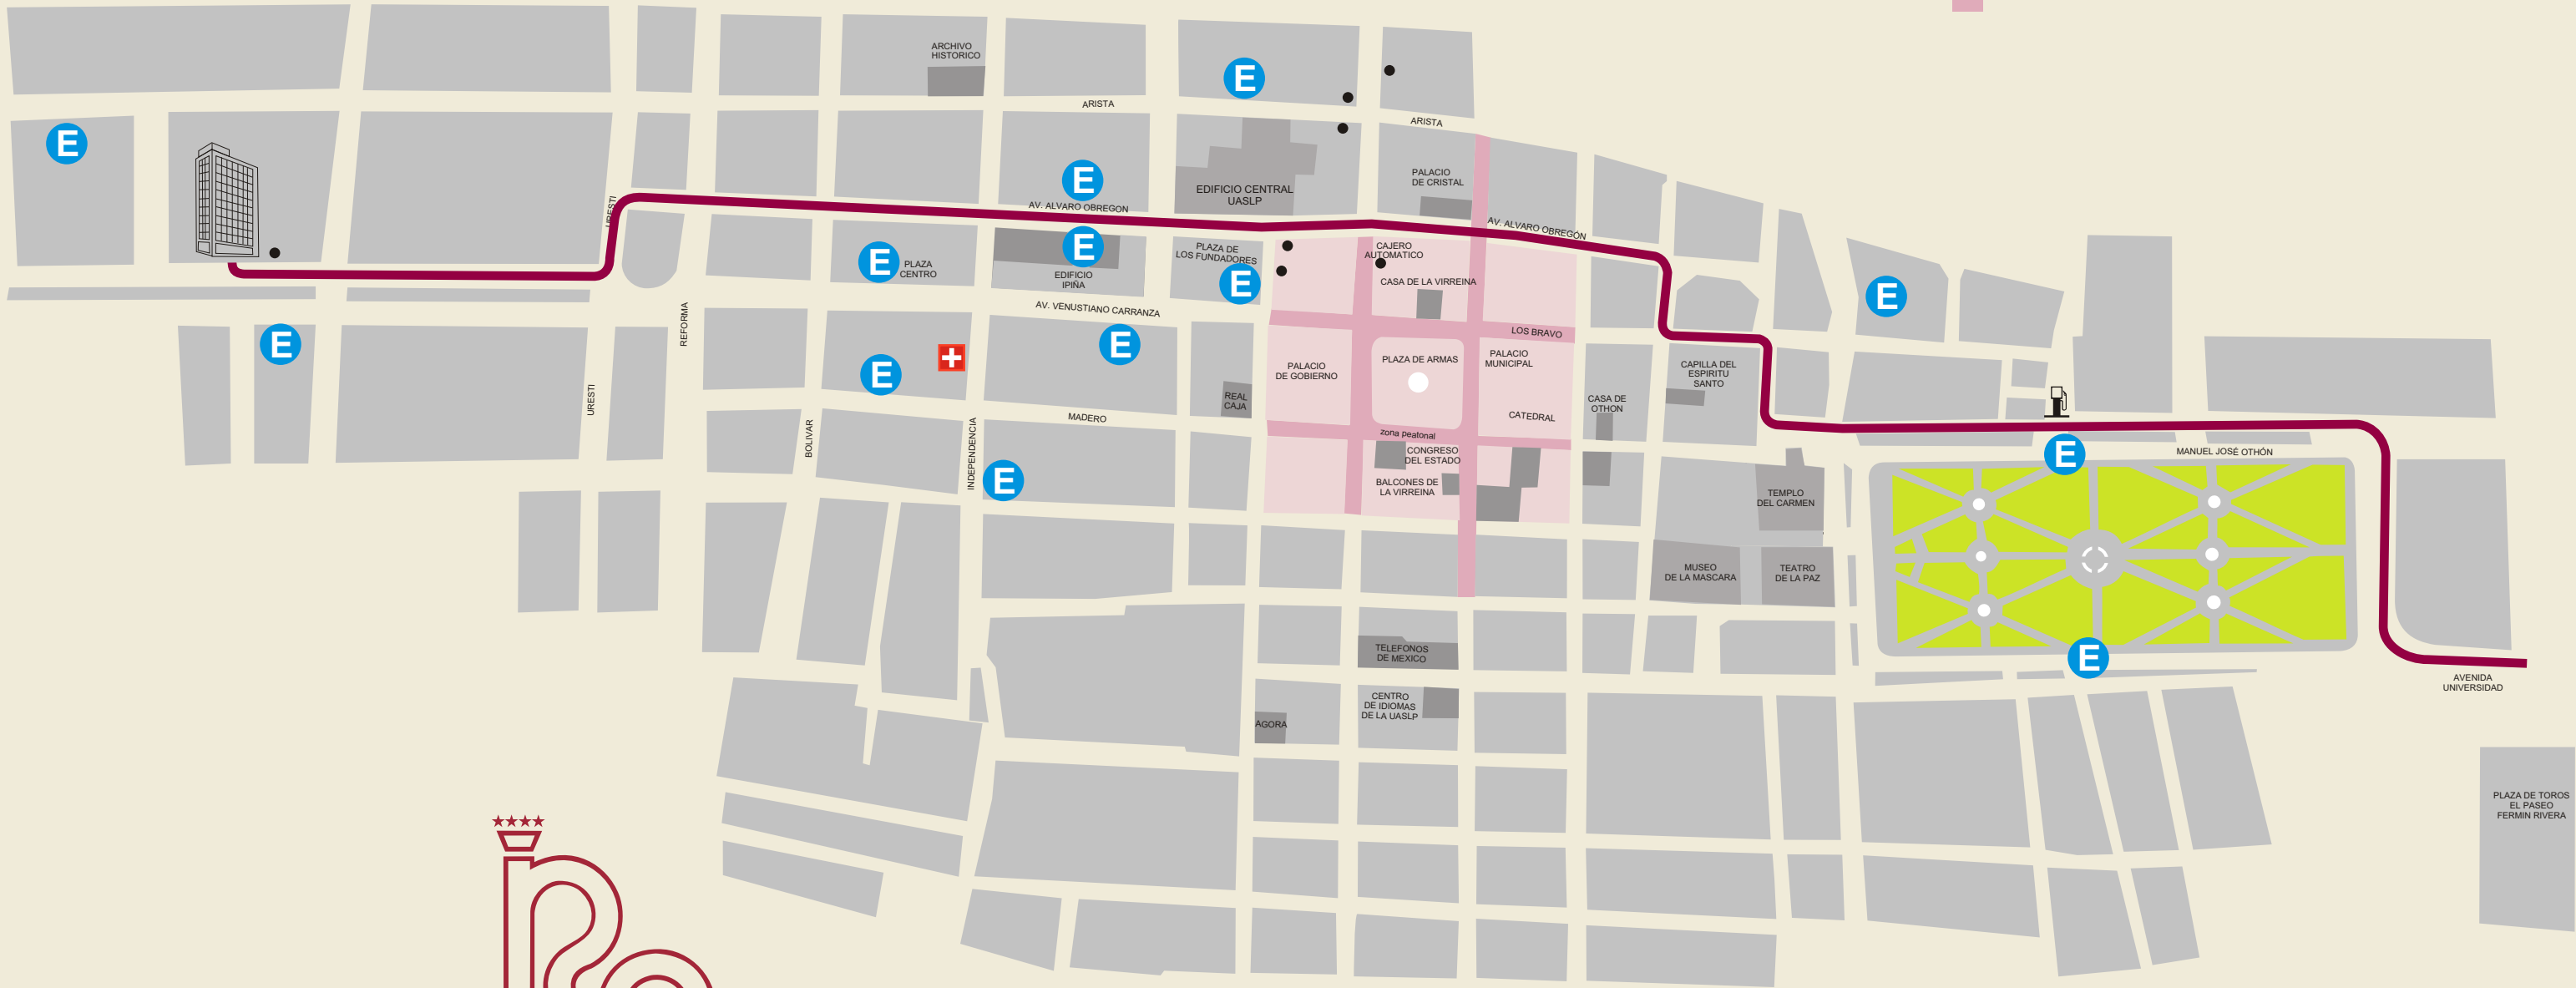 ARCHIVO
HISTORICO
E
ARISTA
ARISTA
E
E
PALACIO
DE CRISTAL
EDIFICIO CENTRAL
UASLP
URESTI
AV. ALVARO OBREGON
AV. ALVARO OBREGÓN
E
PLAZA
CENTRO
E
EDIFICIO
IPIÑA
PLAZA DE
LOS FUNDADORES
E
CAJERO
AUTOMATICO
CASA DE LA VIRREINA
E
AV. VENUSTIANO CARRANZA
REFORMA
LOS BRAVO
E
E
E
PALACIO
DE GOBIERNO
PLAZA DE ARMAS
PALACIO
MUNICIPAL
CAPILLA DEL
ESPIRITU
SANTO
REAL
CAJA
CASA DE
OTHON
URESTI
MADERO
CATEDRAL
BOLIVAR
INDEPENDENCIA
zona peatonal
CONGRESO
DEL ESTADO
E
MANUEL JOSÉ OTHÓN
E
BALCONES DE
LA VIRREINA
TEMPLO
DEL CARMEN
MUSEO
DE LA MASCARA
TEATRO
DE LA PAZ
TELEFONOS
DE MEXICO
E
AVENIDA
UNIVERSIDAD
CENTRO
DE IDIOMAS
DE LA UASLP
AGORA
PLAZA DE TOROS
EL PASEO
FERMIN RIVERA